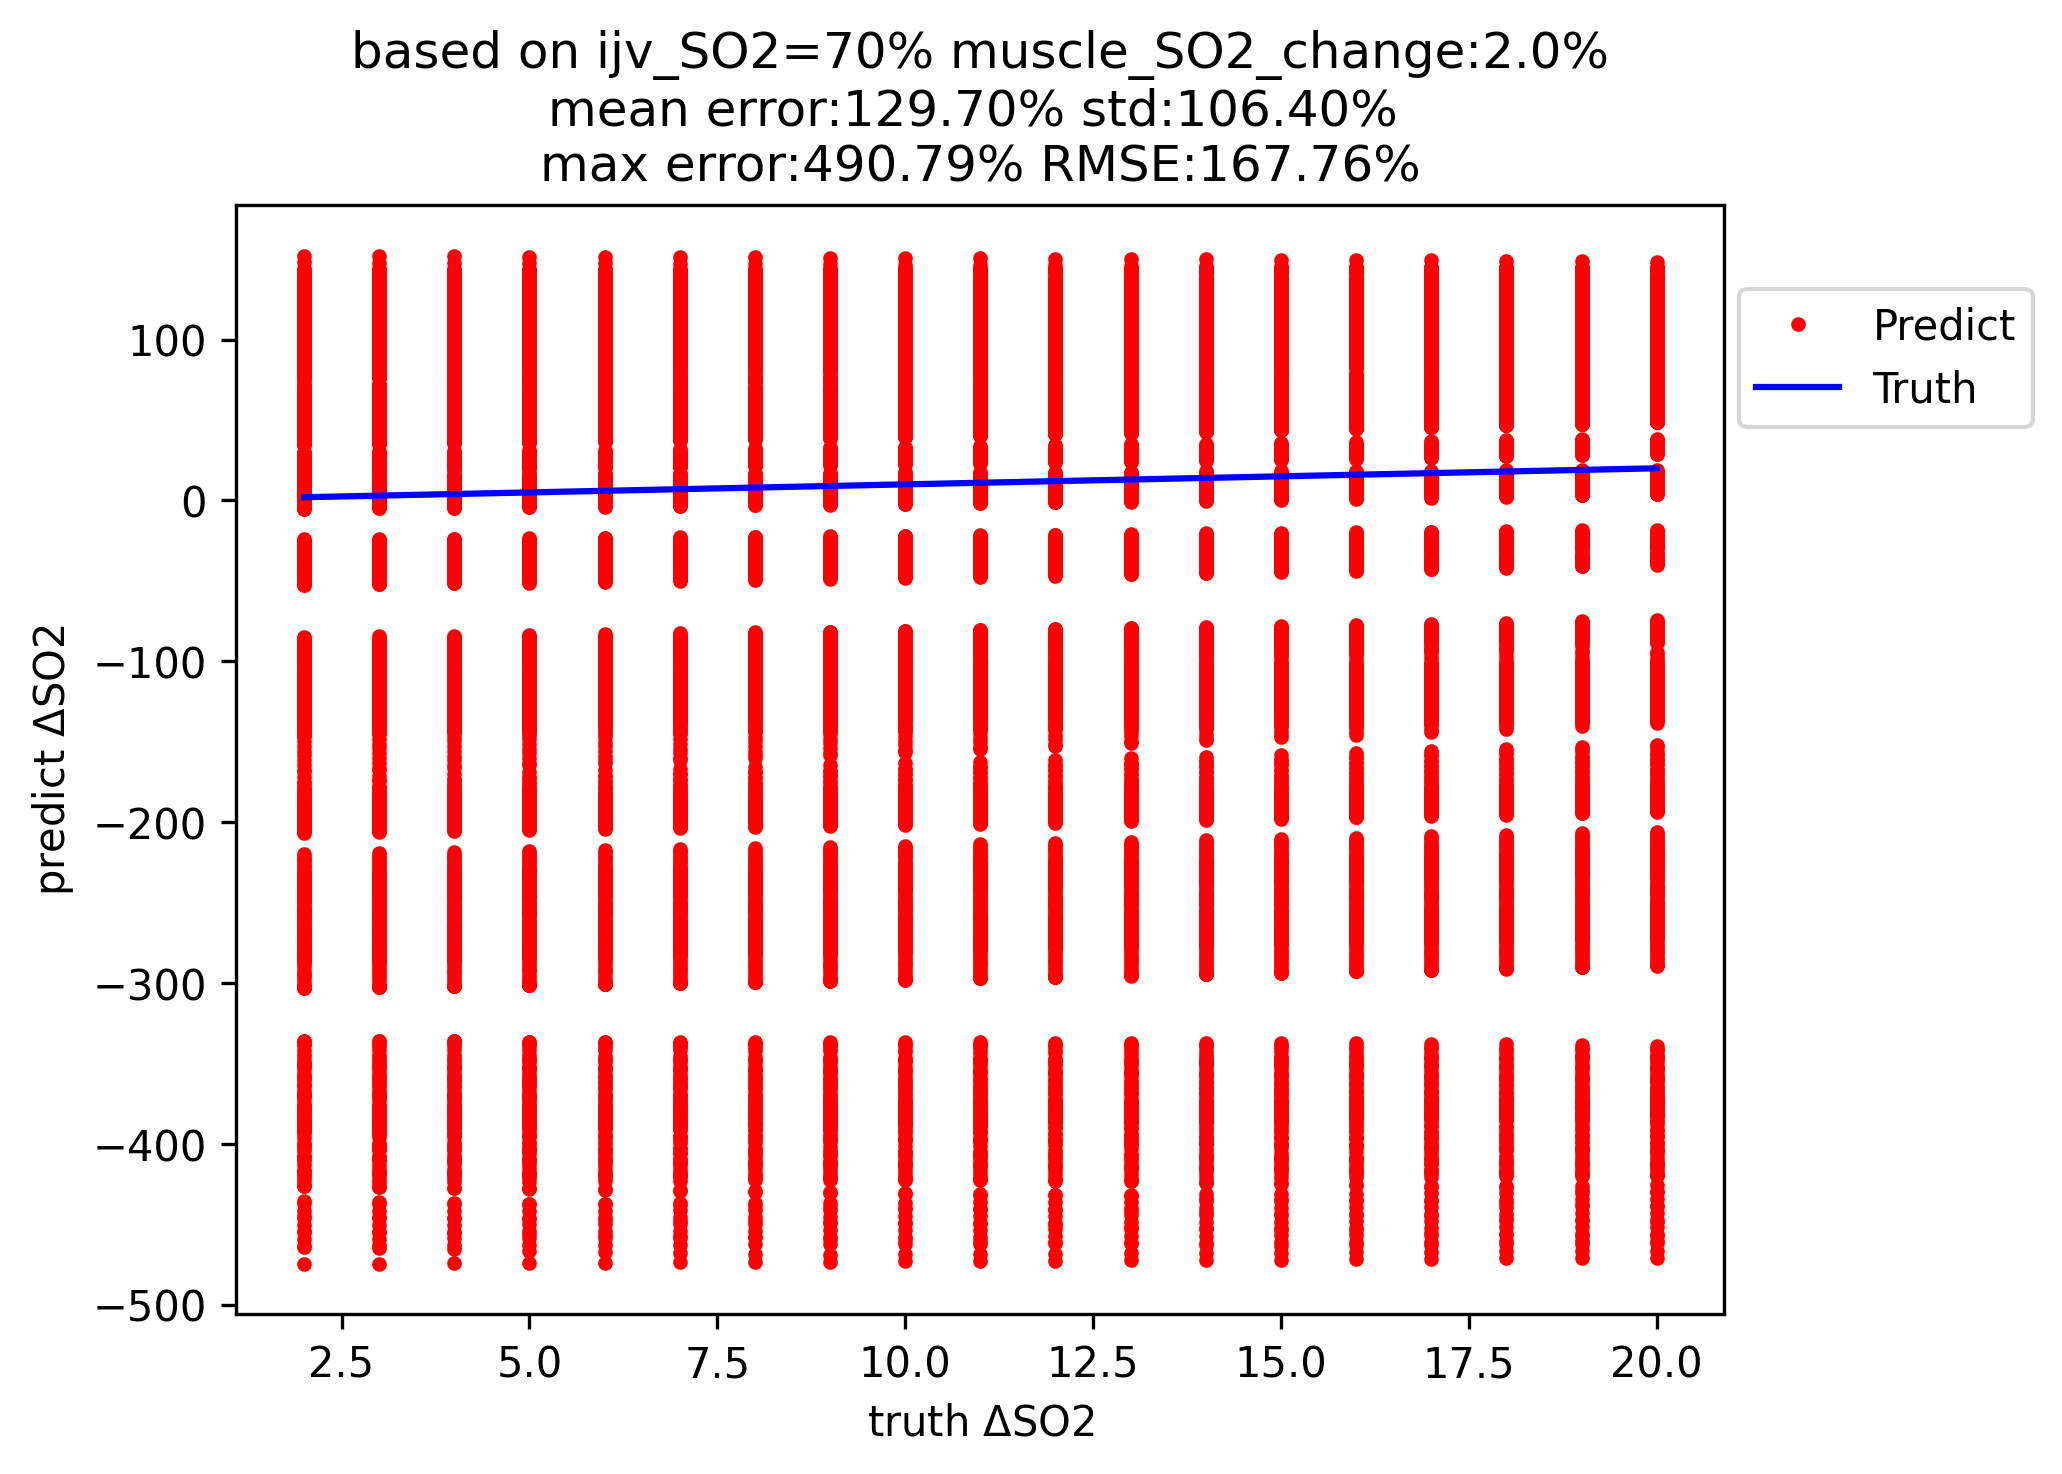 based on ijv_SO2=70% muscle_SO2_change:2.0%
mean error:129.70% std:106.40%
max error:490.79% RMSE:167.76%
Predict
Truth
predict ΔSO2
100
0
−100
−200
−300
−400
−500
2.5 5.0 7.5 10.0 12.5 15.0 17.5 20.0
truth ΔSO2